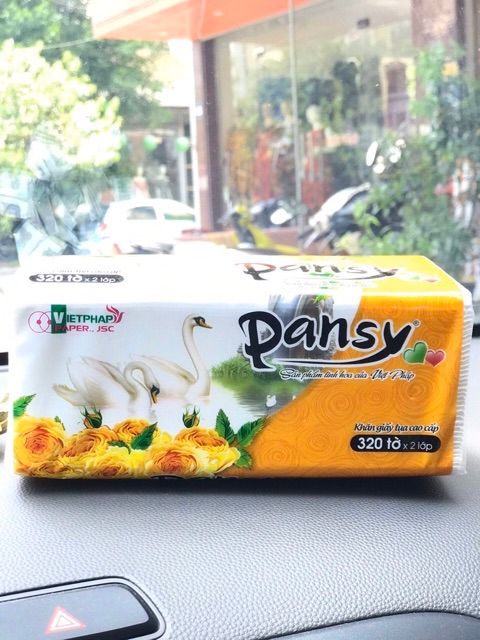 320 tờ x 2 lớp
VIETPHAP
PAPER., JSC
Pansy®
Sản phẩm tinh hoa của Việt Pháp
Khăn giấy lụa cao cấp
320 tờ x 2 lớp